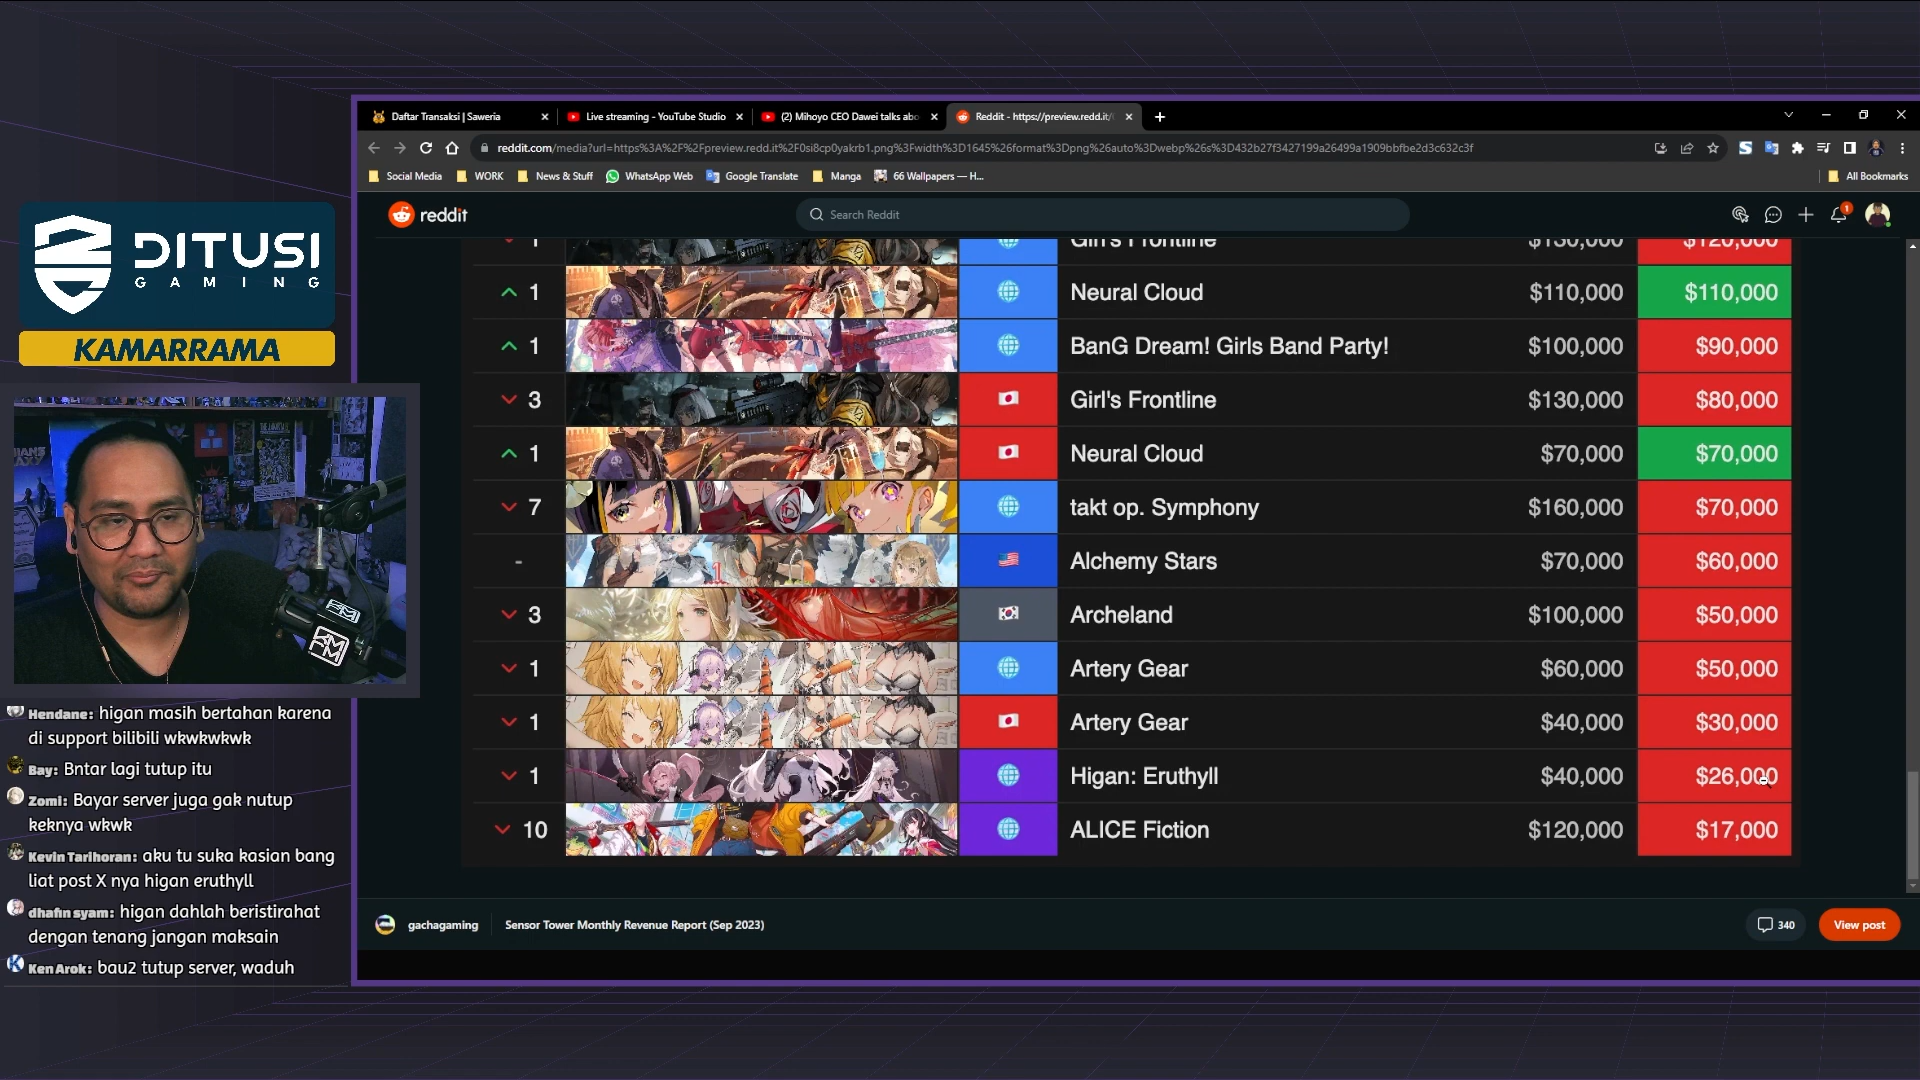 Daftar Transaksi | Saweria
Live streaming - YouTube Studio
(2) Mihoyo CEO Dawei talks abo
Reddit - https://preview.redd.it/
reddit.com/media?url=https%3A%2F%2Fpreview.redd.it%2F0si8cp0yakrb1.png%3Fwidth%3D1645%26format%3Dpng%26auto%3Dwebp%26s%3D432b27f3427199a26499a1909bbfbe2d3c632c3f
Social Media
WORK
News & Stuff
WhatsApp Web
Google Translate
Manga
66 Wallpapers — H...
All Bookmarks
reddit
Search Reddit
1
DITUSI
GAMING
KAMARRAMA
1 Girl's Frontline $130,000 $120,000
1 Neural Cloud $110,000 $110,000
1 BanG Dream! Girls Band Party! $100,000 $90,000
3 Girl's Frontline $130,000 $80,000
1 Neural Cloud $70,000 $70,000
7 takt op. Symphony $160,000 $70,000
- Alchemy Stars $70,000 $60,000
3 Archeland $100,000 $50,000
1 Artery Gear $60,000 $50,000
1 Artery Gear $40,000 $30,000
1 Higan: Eruthyll $40,000 $26,000
10 ALICE Fiction $120,000 $17,000
gachagaming
Sensor Tower Monthly Revenue Report (Sep 2023)
340
View post
Hendane: higan masih bertahan karena
di support bilibili wkwkwkwk
Bay: Bntar lagi tutup itu
Zomi: Bayar server juga gak nutup
keknya wkwk
Kevin Tarihoran: aku tu suka kasian bang
liat post X nya higan eruthyll
dhafin syam: higan dahlah beristirahat
dengan tenang jangan maksain
Ken Arok: bau2 tutup server, waduh